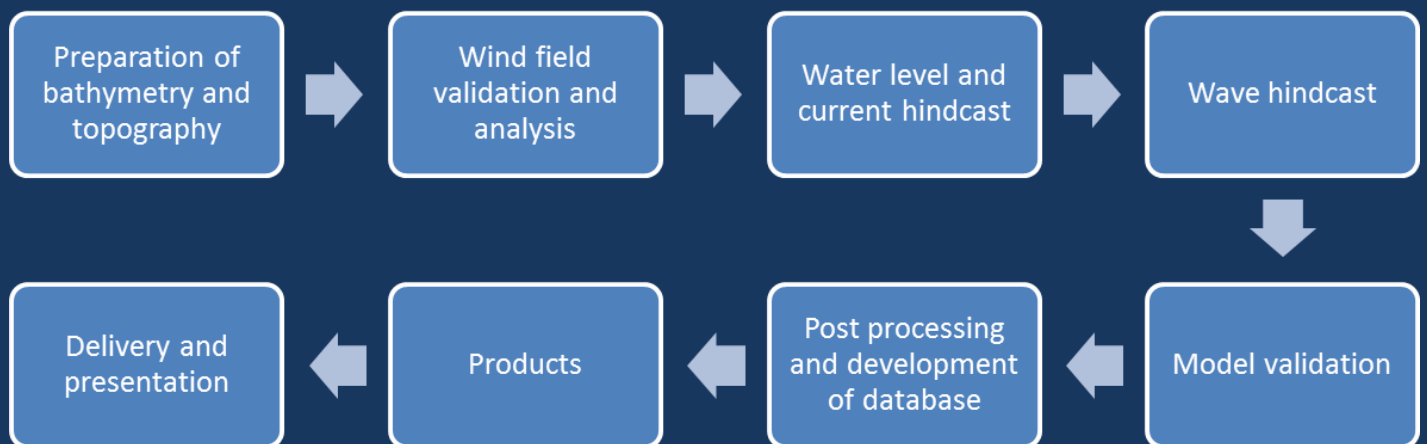 Preparation of
bathymetry and
topography
Wind field
validation and
analysis
Water level and
current hindcast
Wave hindcast
Model validation
Post processing
and development
of database
Products
Delivery and
presentation